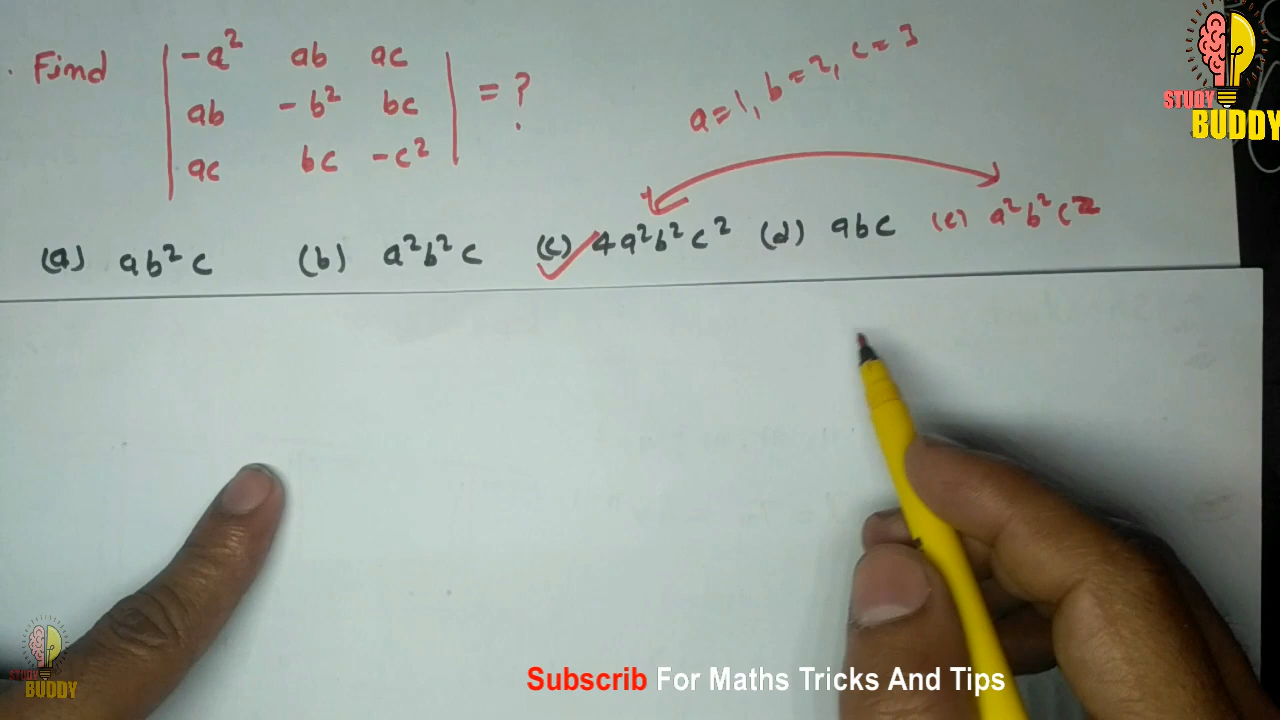 . Find | -a² ab ac | = ?
| ab -b² bc |
| ac bc -c² |
a=1, b=2, c=3
(a) ab²c (b) a²b²c (c) 4a²b²c² (d) abc (e) a²b²c²
STUDY
BUDDY
STUDY
BUDDY
Subscrib For Maths Tricks And Tips